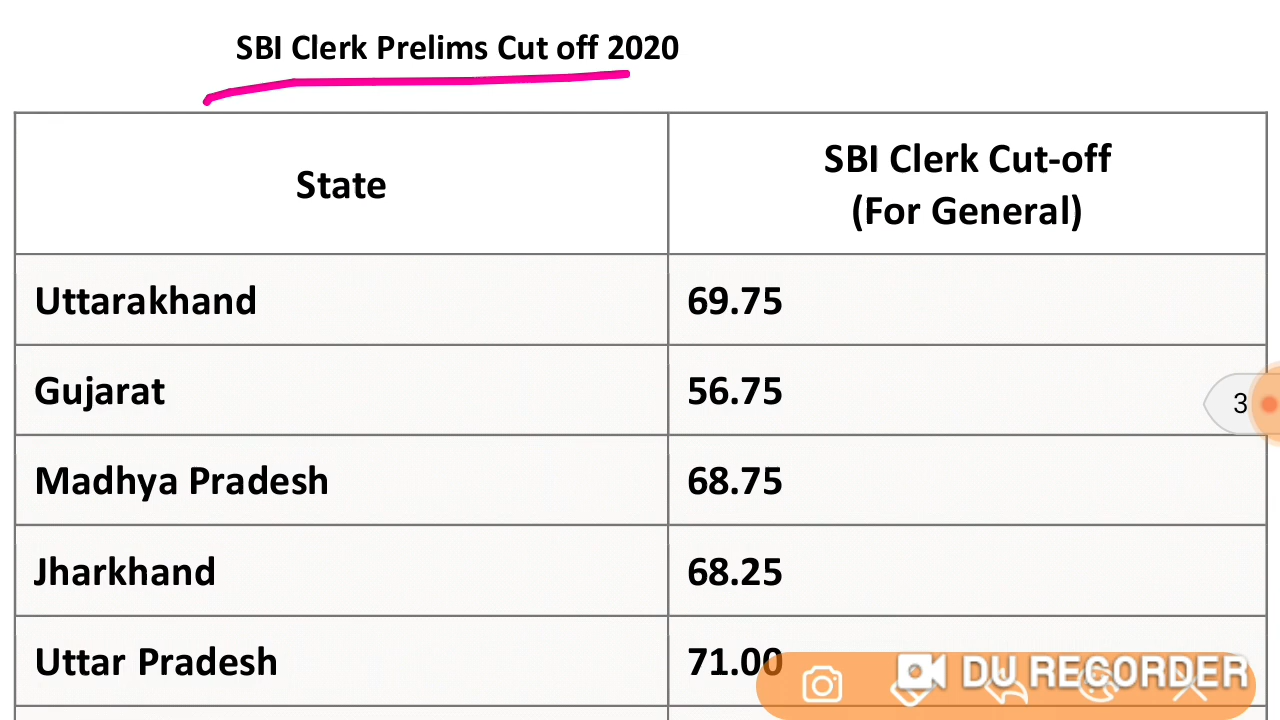 SBI Clerk Prelims Cut off 2020
State
SBI Clerk Cut-off
(For General)
Uttarakhand
69.75
Gujarat
56.75
3
Madhya Pradesh
68.75
Jharkhand
68.25
Uttar Pradesh
71.00
DU RECORDER